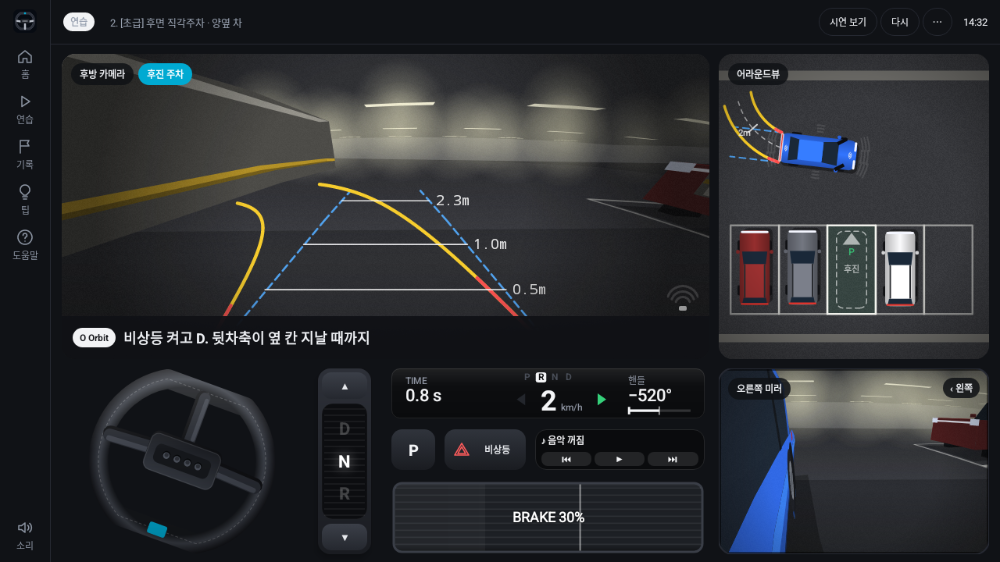 연습
2. [초급] 후면 직각주차 · 양옆 차
시연 보기
다시
···
14:32
홈
연습
기록
팁
도움말
소리
후방 카메라
후진 주차
2.3m
1.0m
0.5m
O Orbit
비상등 켜고 D. 뒷차축이 옆 칸 지날 때까지
어라운드뷰
2m
P
후진
D
N
R
TIME
0.8 s
P R N D
2 km/h
핸들
−520°
P
비상등
♪ 음악 꺼짐
BRAKE 30%
오른쪽 미러
‹ 왼쪽